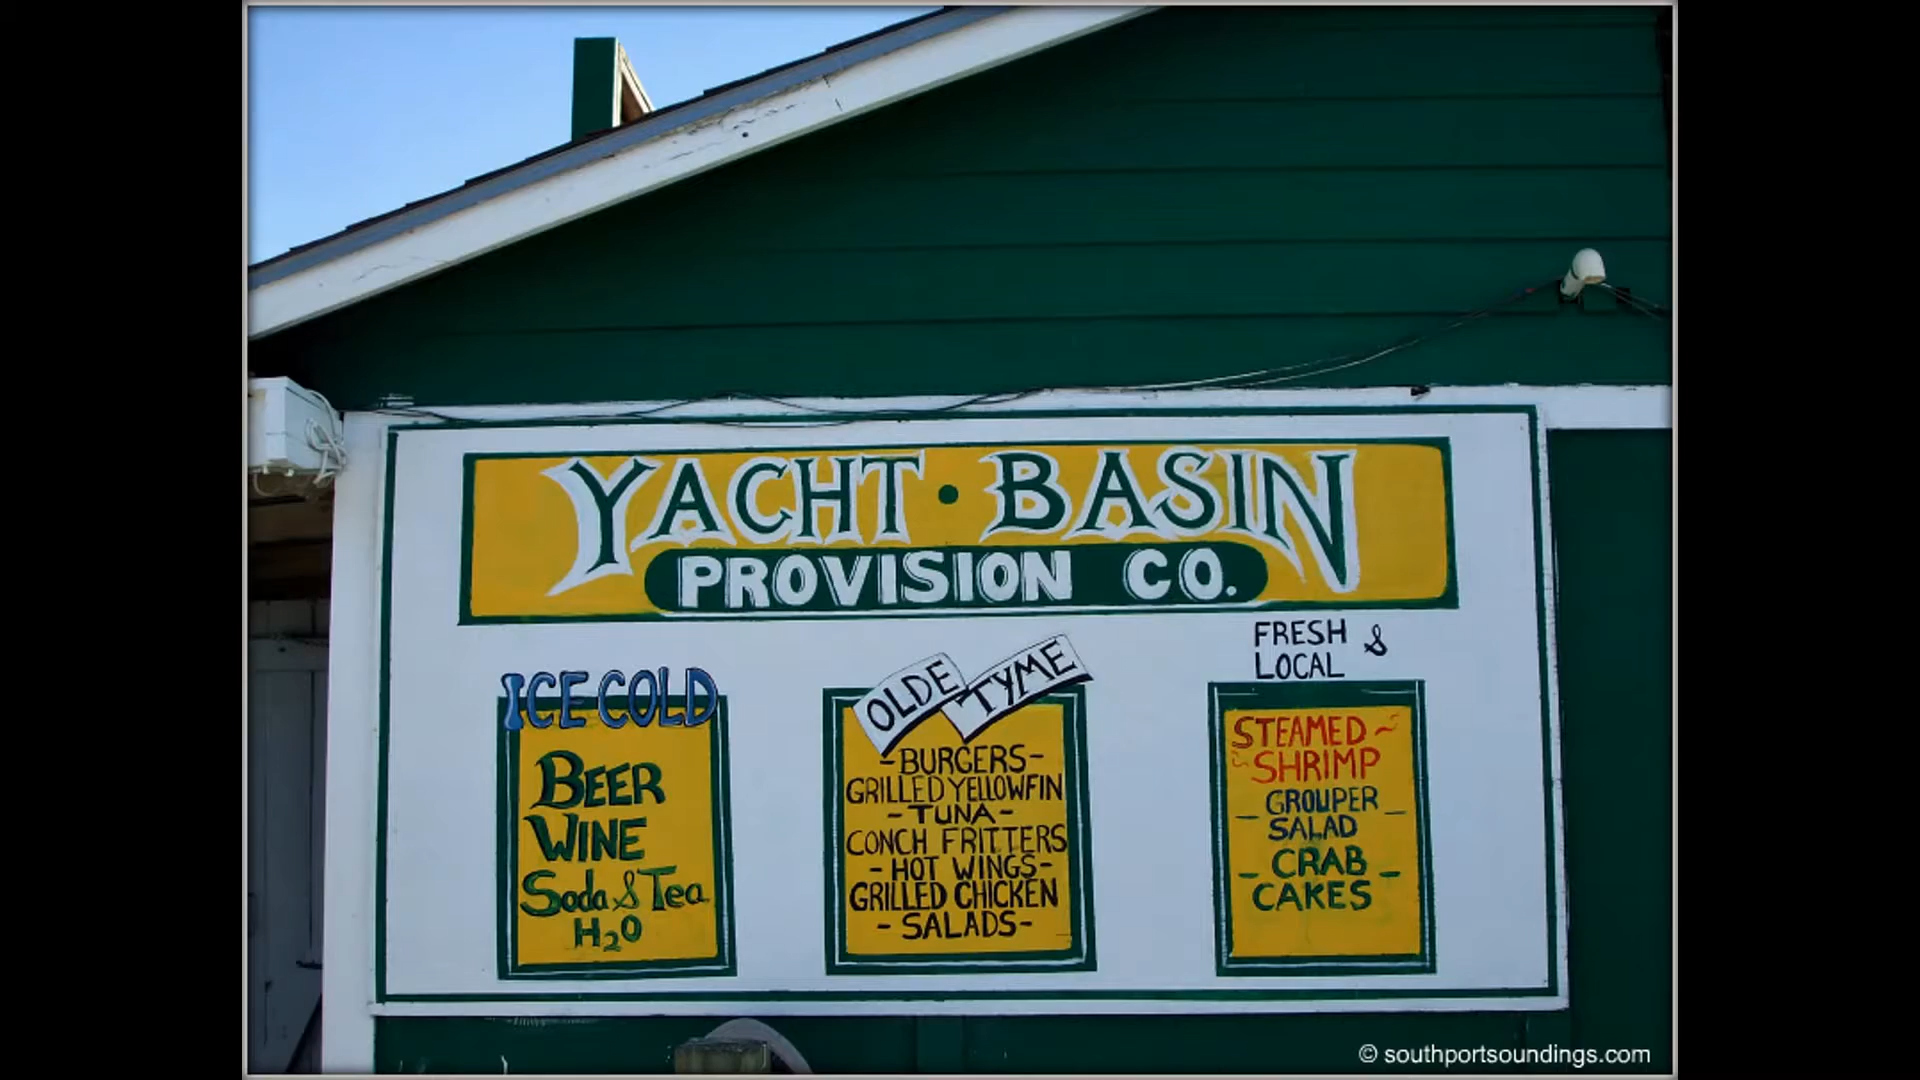 YACHT • BASIN
PROVISION CO.
ICE COLD
BEER
WINE
Soda & Tea
H2O
OLDE TYME
-BURGERS-
GRILLED YELLOWFIN
-TUNA-
CONCH FRITTERS
-HOT WINGS-
GRILLED CHICKEN
-SALADS-
FRESH &
LOCAL
STEAMED
SHRIMP
GROUPER
SALAD
CRAB
CAKES
© southportsoundings.com